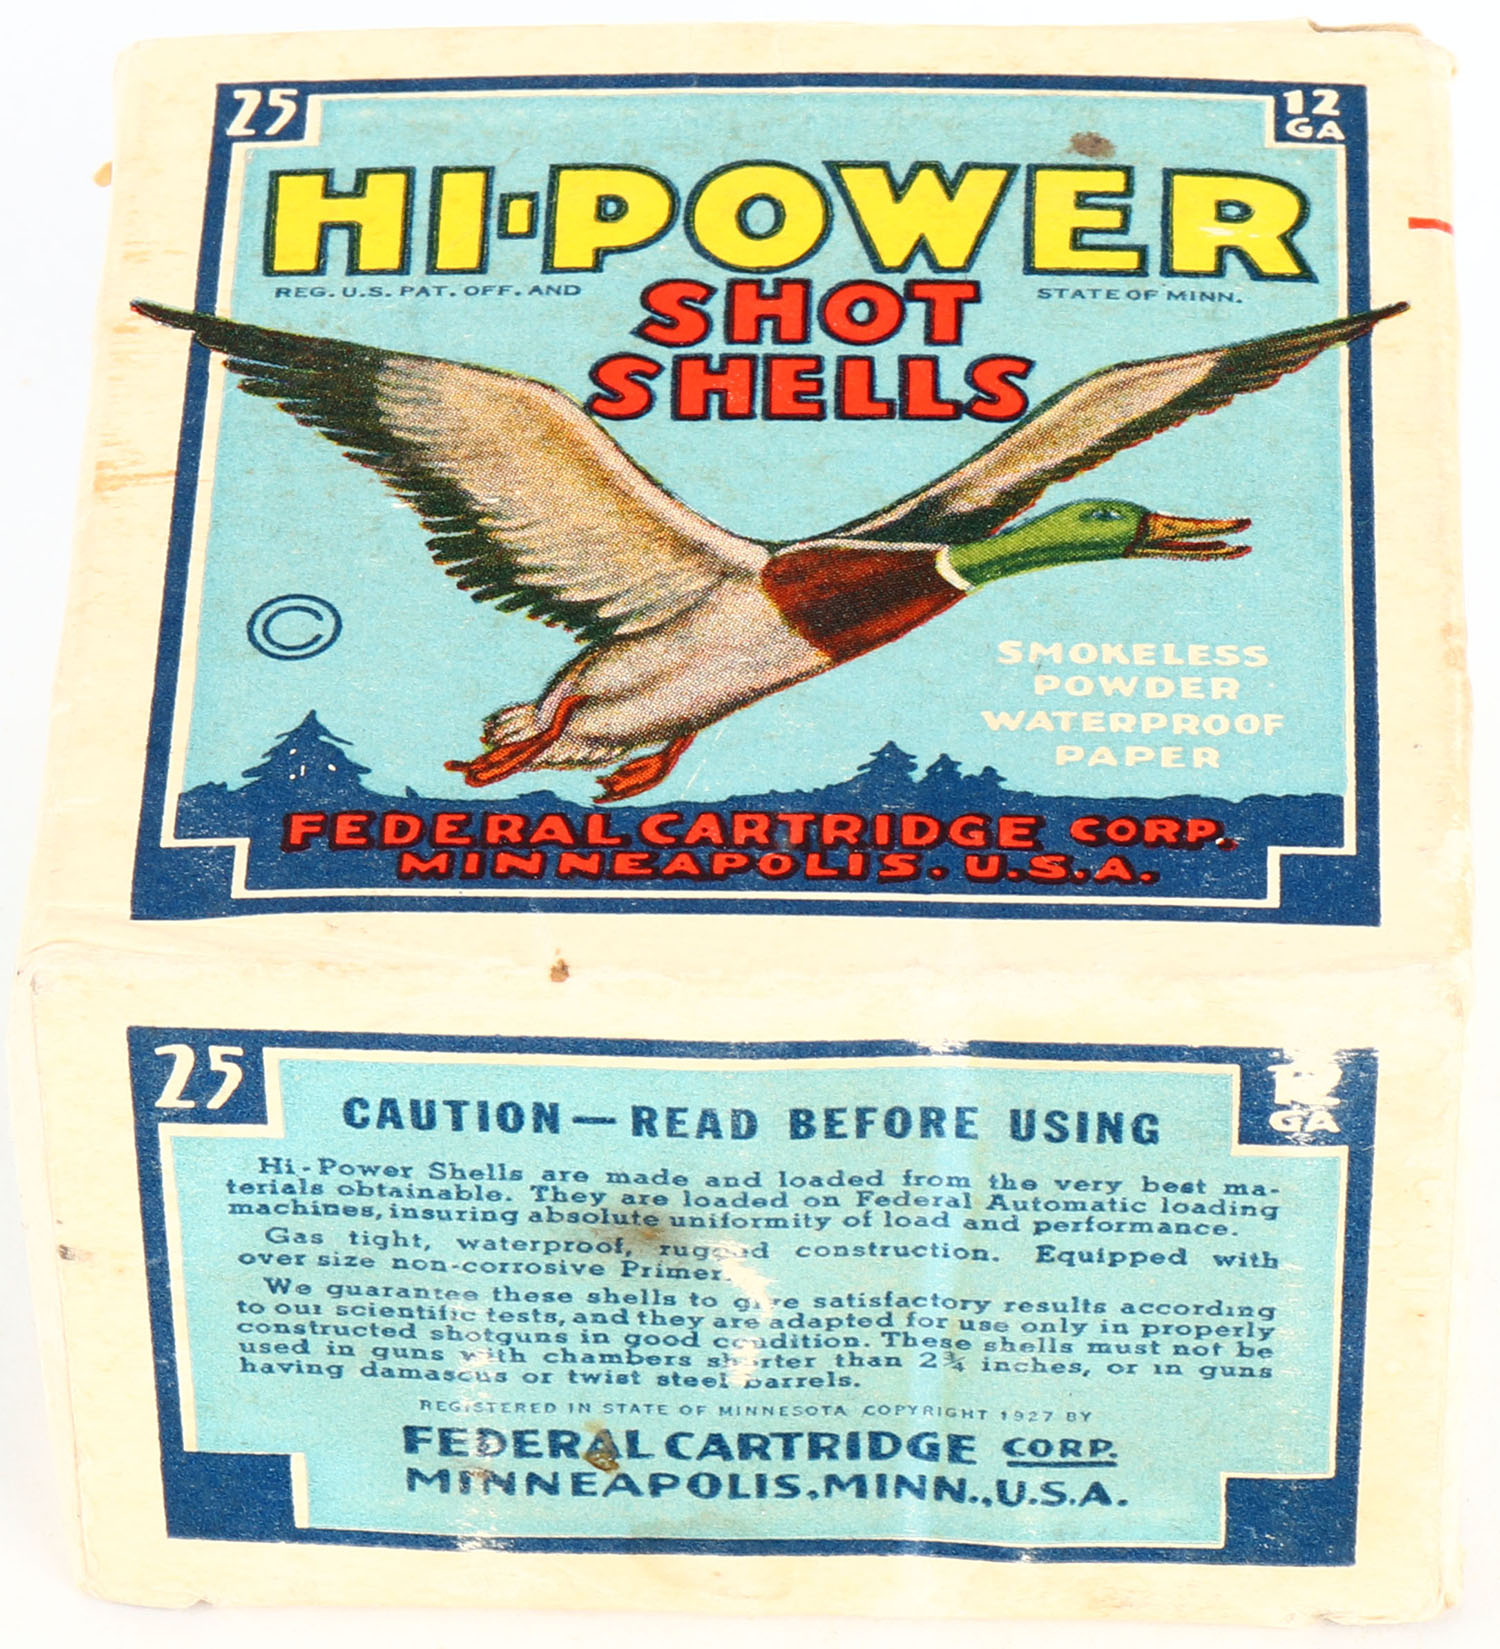 25
12
GA
HI-POWER
REG. U.S. PAT. OFF. AND
STATE OF MINN.
SHOT
SHELLS
©
SMOKELESS
POWDER
WATERPROOF
PAPER
FEDERAL CARTRIDGE CORP.
MINNEAPOLIS. U.S.A.
25
12
GA
CAUTION—READ BEFORE USING
Hi-Power Shells are made and loaded from the very best ma-
terials obtainable. They are loaded on Federal Automatic loading
machines, insuring absolute uniformity of load and performance.
Gas tight, waterproof, rugged construction. Equipped with
over size non-corrosive Primer.
We guarantee these shells to give satisfactory results according
to our scientific tests, and they are adapted for use only in properly
constructed shotguns in good condition. These shells must not be
used in guns with chambers shorter than 2¾ inches, or in guns
having damascus or twist steel barrels.
REGISTERED IN STATE OF MINNESOTA COPYRIGHT 1927 BY
FEDERAL CARTRIDGE CORP.
MINNEAPOLIS, MINN., U.S.A.